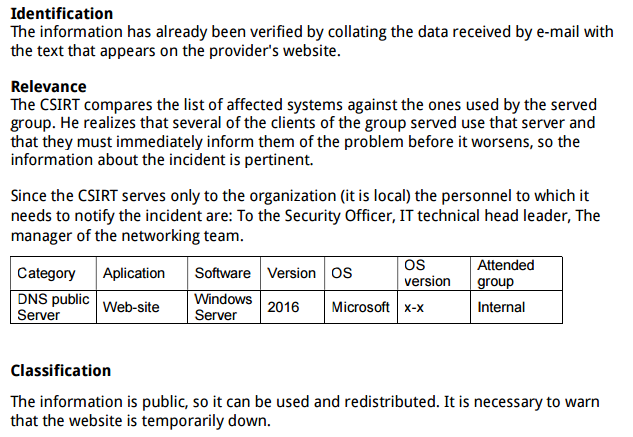 Identification
The information has already been verified by collating the data received by e-mail with
the text that appears on the provider's website.
Relevance
The CSIRT compares the list of affected systems against the ones used by the served
group. He realizes that several of the clients of the group served use that server and
that they must immediately inform them of the problem before it worsens, so the
information about the incident is pertinent.
Since the CSIRT serves only to the organization (it is local) the personnel to which it
needs to notify the incident are: To the Security Officer, IT technical head leader, The
manager of the networking team.
Category Aplication Software Version OS OS version Attended group
DNS public Server Web-site Windows Server 2016 Microsoft x-x Internal
Classification
The information is public, so it can be used and redistributed. It is necessary to warn
that the website is temporarily down.